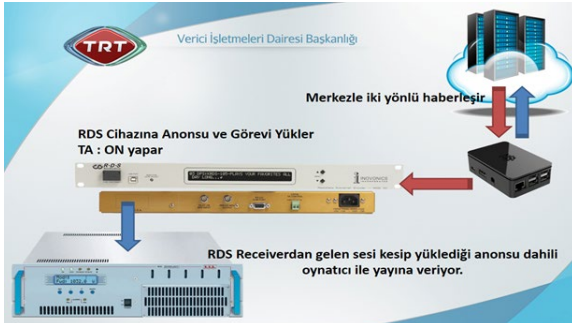 TRT
Verici İşletmeleri Dairesi Başkanlığı
Merkezle iki yönlü haberleşir
RDS Cihazına Anonsu ve Görevi Yükler
TA : ON yapar
R·D·S
INOVONICS
RDS Receiverdan gelen sesi kesip yüklediği anonsu dahili
oynatıcı ile yayına veriyor.